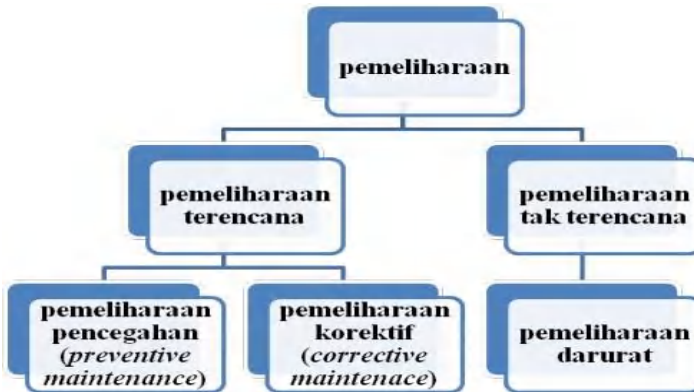 pemeliharaan
pemeliharaan
terencana
pemeliharaan
tak terencana
pemeliharaan
pencegahan
(preventive
maintenance)
pemeliharaan
korektif
(corrective
maintenace)
pemeliharaan
darurat